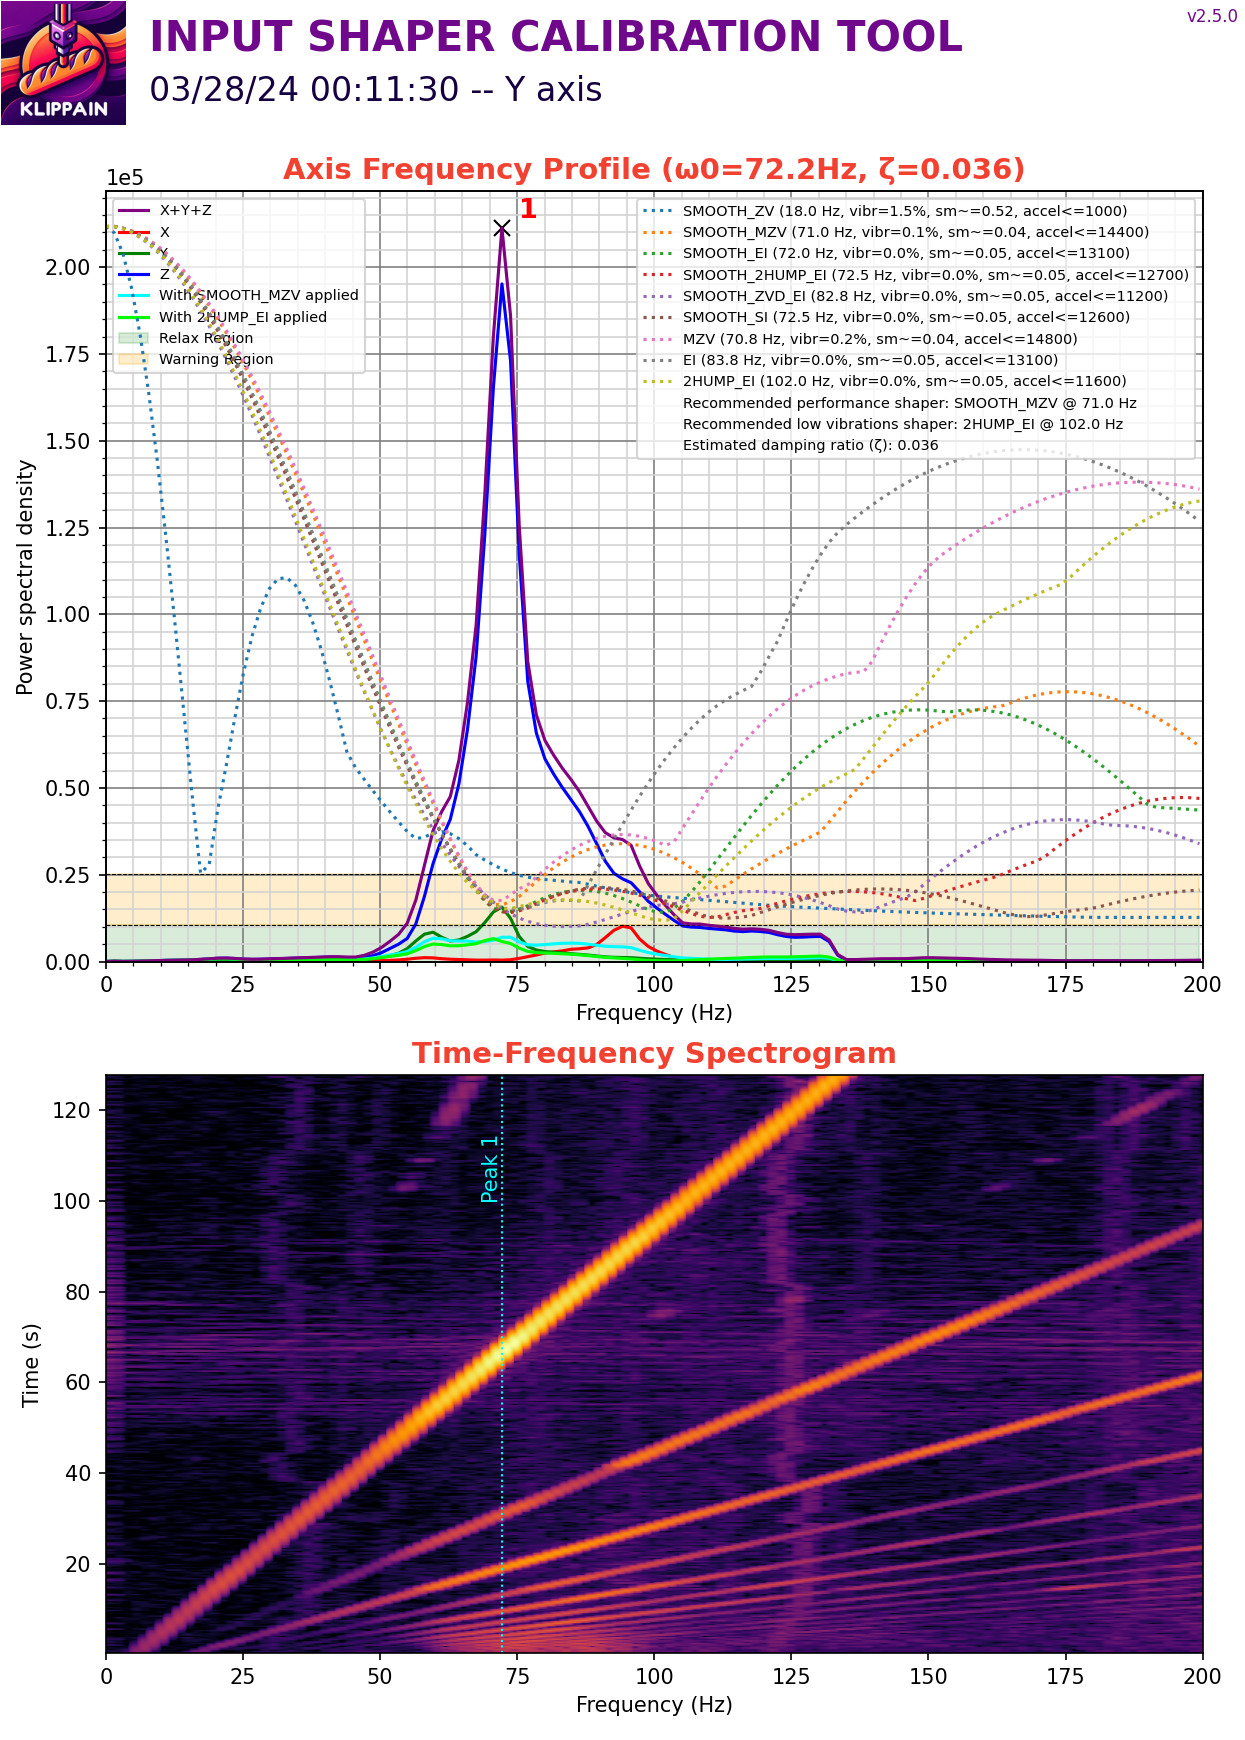 INPUT SHAPER CALIBRATION TOOL
v2.5.0
03/28/24 00:11:30 -- Y axis
KLIPPAIN
Axis Frequency Profile (ω0=72.2Hz, ζ=0.036)
1e5
1
X+Y+Z
X
Y
Z
With SMOOTH_MZV applied
With 2HUMP_EI applied
Relax Region
Warning Region
SMOOTH_ZV (18.0 Hz, vibr=1.5%, sm~=0.52, accel<=1000)
SMOOTH_MZV (71.0 Hz, vibr=0.1%, sm~=0.04, accel<=14400)
SMOOTH_EI (72.0 Hz, vibr=0.0%, sm~=0.05, accel<=13100)
SMOOTH_2HUMP_EI (72.5 Hz, vibr=0.0%, sm~=0.05, accel<=12700)
SMOOTH_ZVD_EI (82.8 Hz, vibr=0.0%, sm~=0.05, accel<=11200)
SMOOTH_SI (72.5 Hz, vibr=0.0%, sm~=0.05, accel<=12600)
MZV (70.8 Hz, vibr=0.2%, sm~=0.04, accel<=14800)
EI (83.8 Hz, vibr=0.0%, sm~=0.05, accel<=13100)
2HUMP_EI (102.0 Hz, vibr=0.0%, sm~=0.05, accel<=11600)
Recommended performance shaper: SMOOTH_MZV @ 71.0 Hz
Recommended low vibrations shaper: 2HUMP_EI @ 102.0 Hz
Estimated damping ratio (ζ): 0.036
Power spectral density
2.00
1.75
1.50
1.25
1.00
0.75
0.50
0.25
0.00
0 25 50 75 100 125 150 175 200
Frequency (Hz)
Time-Frequency Spectrogram
Peak 1
Time (s)
120
100
80
60
40
20
0 25 50 75 100 125 150 175 200
Frequency (Hz)